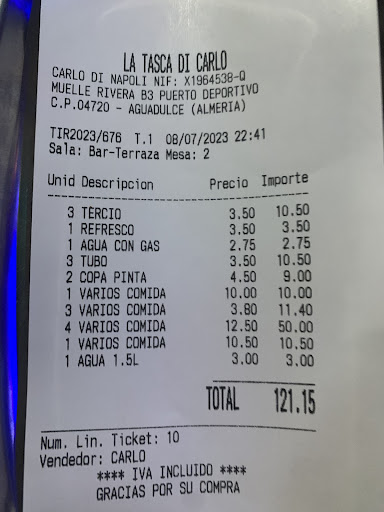 LA TASCA DI CARLO
CARLO DI NAPOLI NIF: X1964538-Q
MUELLE RIVERA B3 PUERTO DEPORTIVO
C.P.04720 - AGUADULCE (ALMERIA)
TIR2023/676 T.1 08/07/2023 22:41
Sala: Bar-Terraza Mesa: 2
Unid Descripcion Precio Importe
3 TERCIO 3.50 10.50
1 REFRESCO 3.50 3.50
1 AGUA CON GAS 2.75 2.75
3 TUBO 3.50 10.50
2 COPA PINTA 4.50 9.00
1 VARIOS COMIDA 10.00 10.00
3 VARIOS COMIDA 3.80 11.40
4 VARIOS COMIDA 12.50 50.00
1 VARIOS COMIDA 10.50 10.50
1 AGUA 1.5L 3.00 3.00
TOTAL 121.15
Num. Lin. Ticket: 10
Vendedor: CARLO
**** IVA INCLUIDO ****
GRACIAS POR SU COMPRA